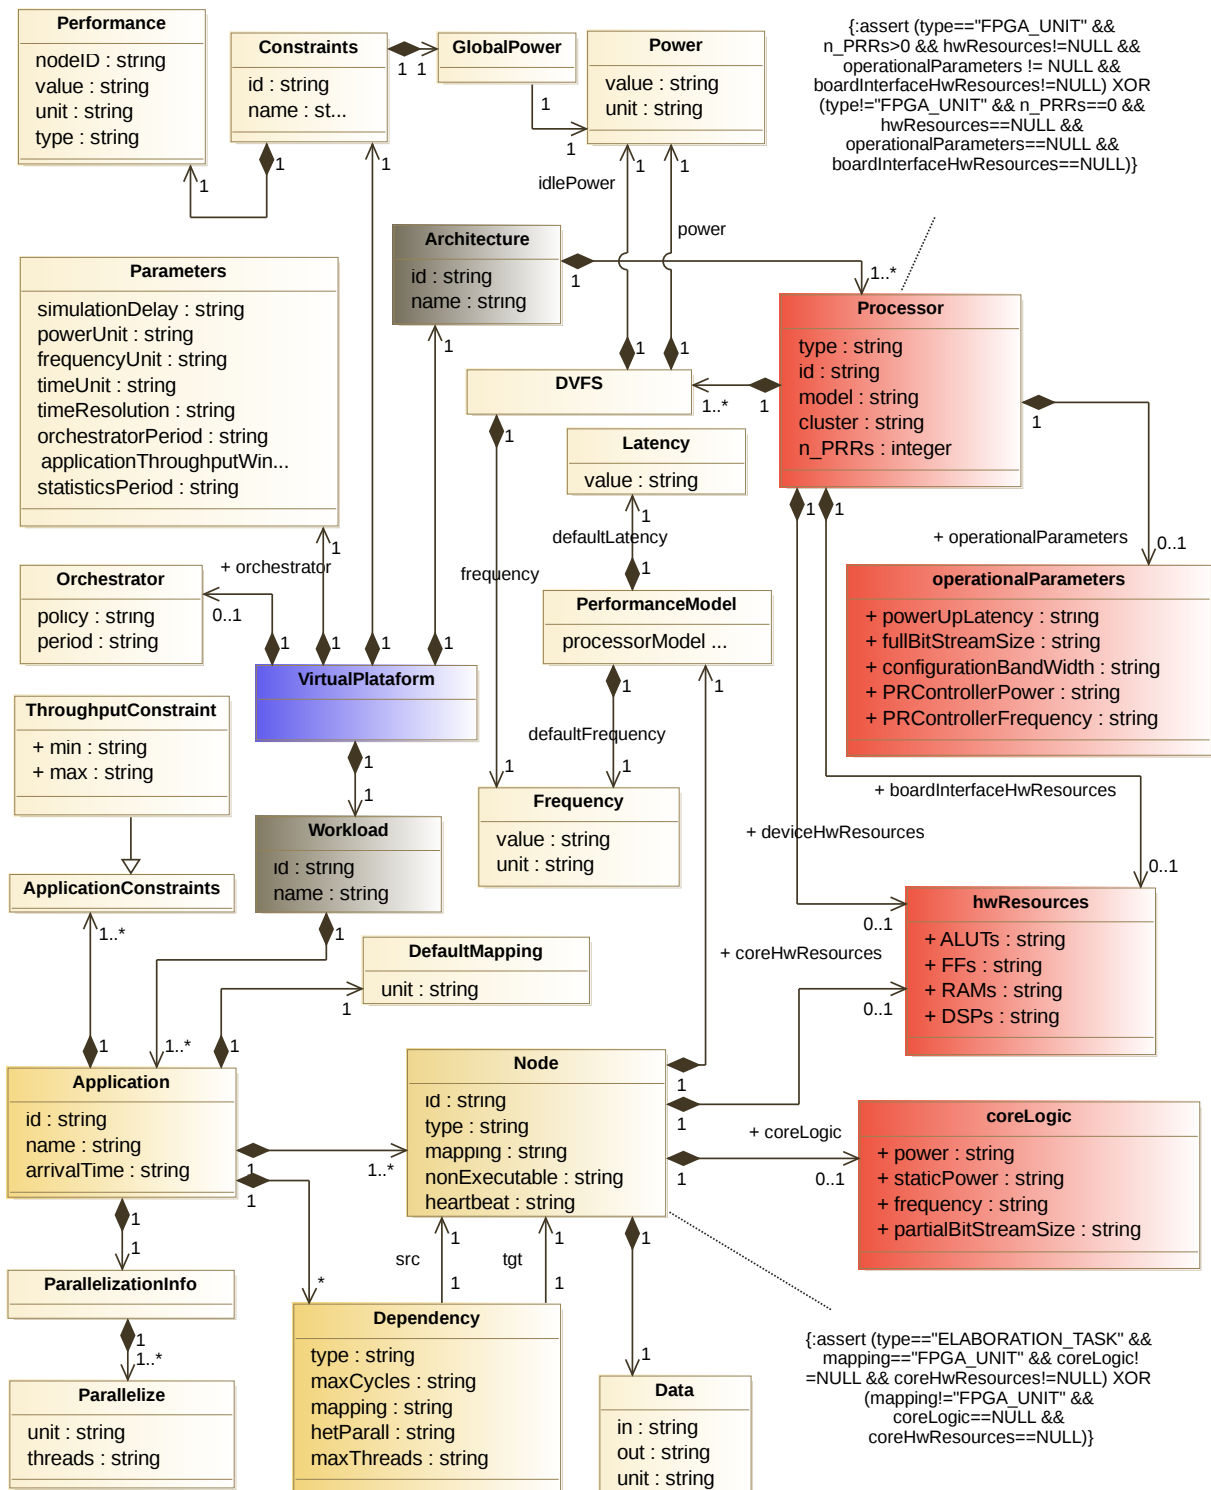 Performance
nodeID : string
value : string
unit : string
type : string
1
Constraints
id : string
name : st...
1
1
1
1
GlobalPower
1
1
Power
value : string
unit : string
1
1
idlePower
power
{:assert (type=="FPGA_UNIT" &&
n_PRRs>0 && hwResources!=NULL &&
operationalParameters != NULL &&
boardInterfaceHwResources!=NULL) XOR
(type!="FPGA_UNIT" && n_PRRs==0 &&
hwResources==NULL &&
operationalParameters==NULL &&
boardInterfaceHwResources==NULL)}
Architecture
id : string
name : string
1
1
1..*
Parameters
simulationDelay : string
powerUnit : string
frequencyUnit : string
timeUnit : string
timeResolution : string
orchestratorPeriod : string
applicationThroughputWin...
statisticsPeriod : string
1
Processor
type : string
id : string
model : string
cluster : string
n_PRRs : integer
1
1
1
1
DVFS
1
1
1
1..*
Latency
value : string
1
defaultLatency
1
frequency
+ operationalParameters
0..1
Orchestrator
policy : string
period : string
+ orchestrator
0..1
1
1
1
1
PerformanceModel
processorModel ...
1
1
defaultFrequency
1
1
operationalParameters
+ powerUpLatency : string
+ fullBitStreamSize : string
+ configurationBandWidth : string
+ PRControllerPower : string
+ PRControllerFrequency : string
VirtualPlataform
1
1
ThroughputConstraint
+ min : string
+ max : string
Frequency
value : string
unit : string
+ boardInterfaceHwResources
0..1
+ deviceHwResources
0..1
Workload
id : string
name : string
1
ApplicationConstraints
1..*
hwResources
+ ALUTs : string
+ FFs : string
+ RAMs : string
+ DSPs : string
DefaultMapping
unit : string
1
+ coreHwResources
0..1
1
1..*
1
Application
id : string
name : string
arrivalTime : string
1
1
1
1..*
Node
id : string
type : string
mapping : string
nonExecutable : string
heartbeat : string
1
1
1
1
+ coreLogic
0..1
coreLogic
+ power : string
+ staticPower : string
+ frequency : string
+ partialBitStreamSize : string
1
ParallelizationInfo
1
1..*
Parallelize
unit : string
threads : string
*
src
1
1
tgt
1
1
Dependency
type : string
maxCycles : string
mapping : string
hetParall : string
maxThreads : string
1
Data
in : string
out : string
unit : string
{:assert (type=="ELABORATION_TASK" &&
mapping=="FPGA_UNIT" && coreLogic!
=NULL && coreHwResources!=NULL) XOR
(mapping!="FPGA_UNIT" &&
coreLogic==NULL &&
coreHwResources==NULL)}